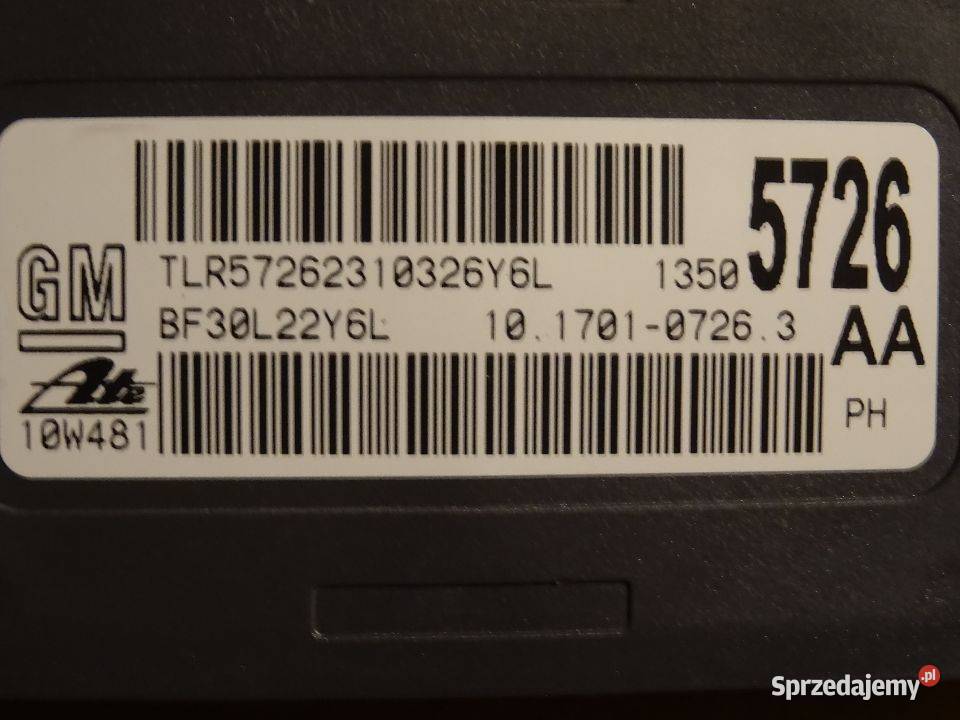 TLR57262310326Y6L 1350 5726
GM
BF30L22Y6L 10.1701-0726.3 AA
Ate
10W481 PH
Sprzedajemy.pl